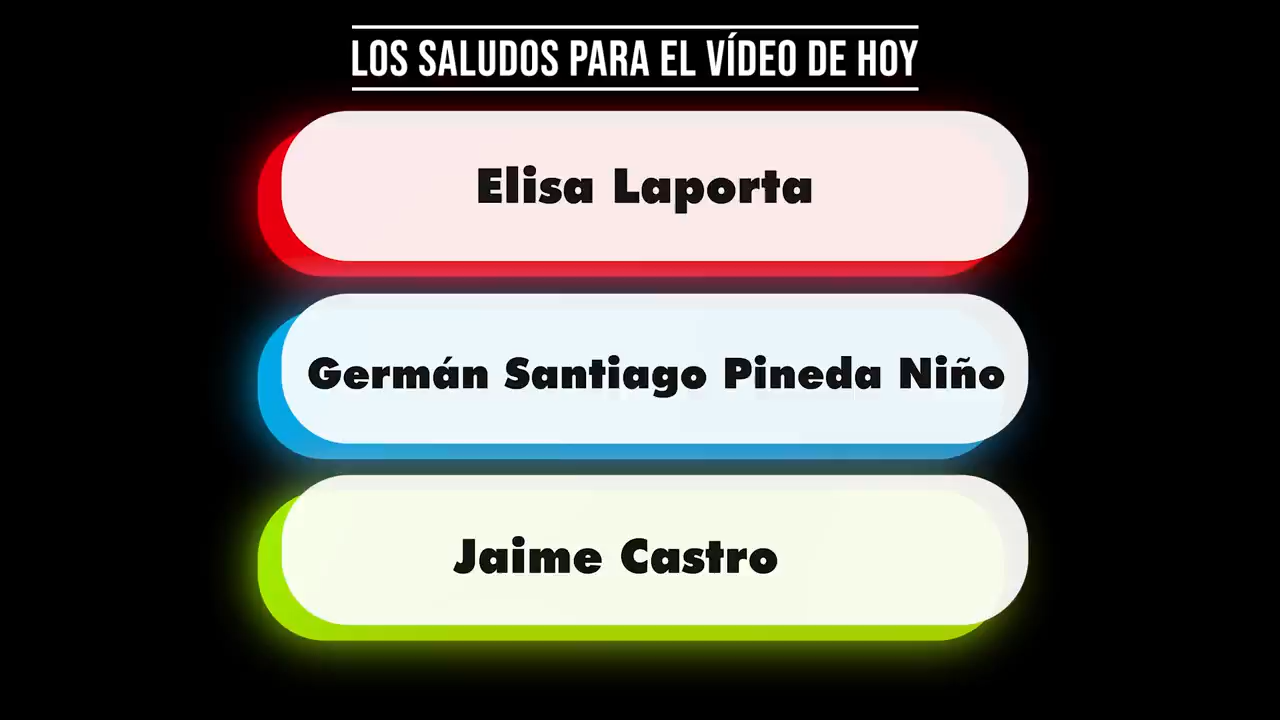 LOS SALUDOS PARA EL VÍDEO DE HOY
Elisa Laporta
Germán Santiago Pineda Niño
Jaime Castro